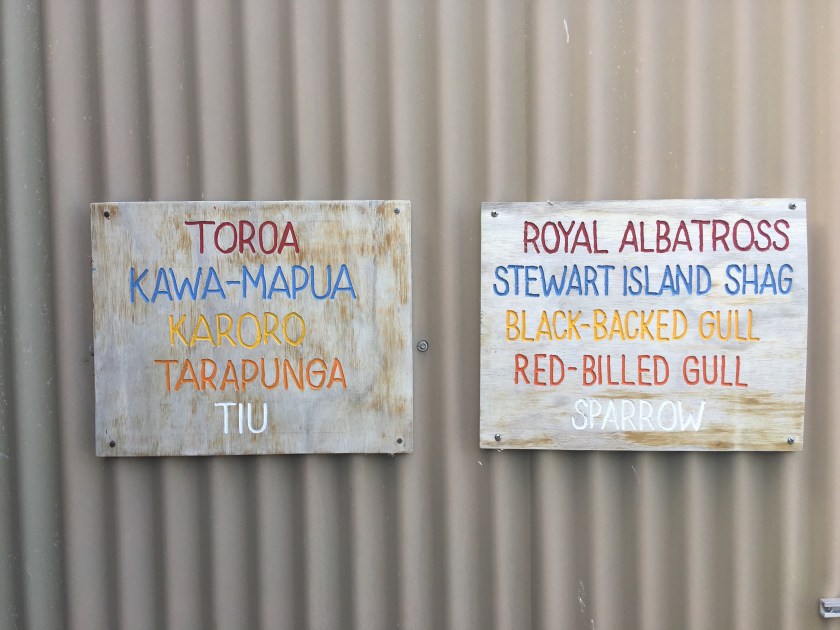 TOROA
KAWA-MAPUA
KARORO
TARAPUNGA
TIU
ROYAL ALBATROSS
STEWART ISLAND SHAG
BLACK-BACKED GULL
RED-BILLED GULL
SPARROW